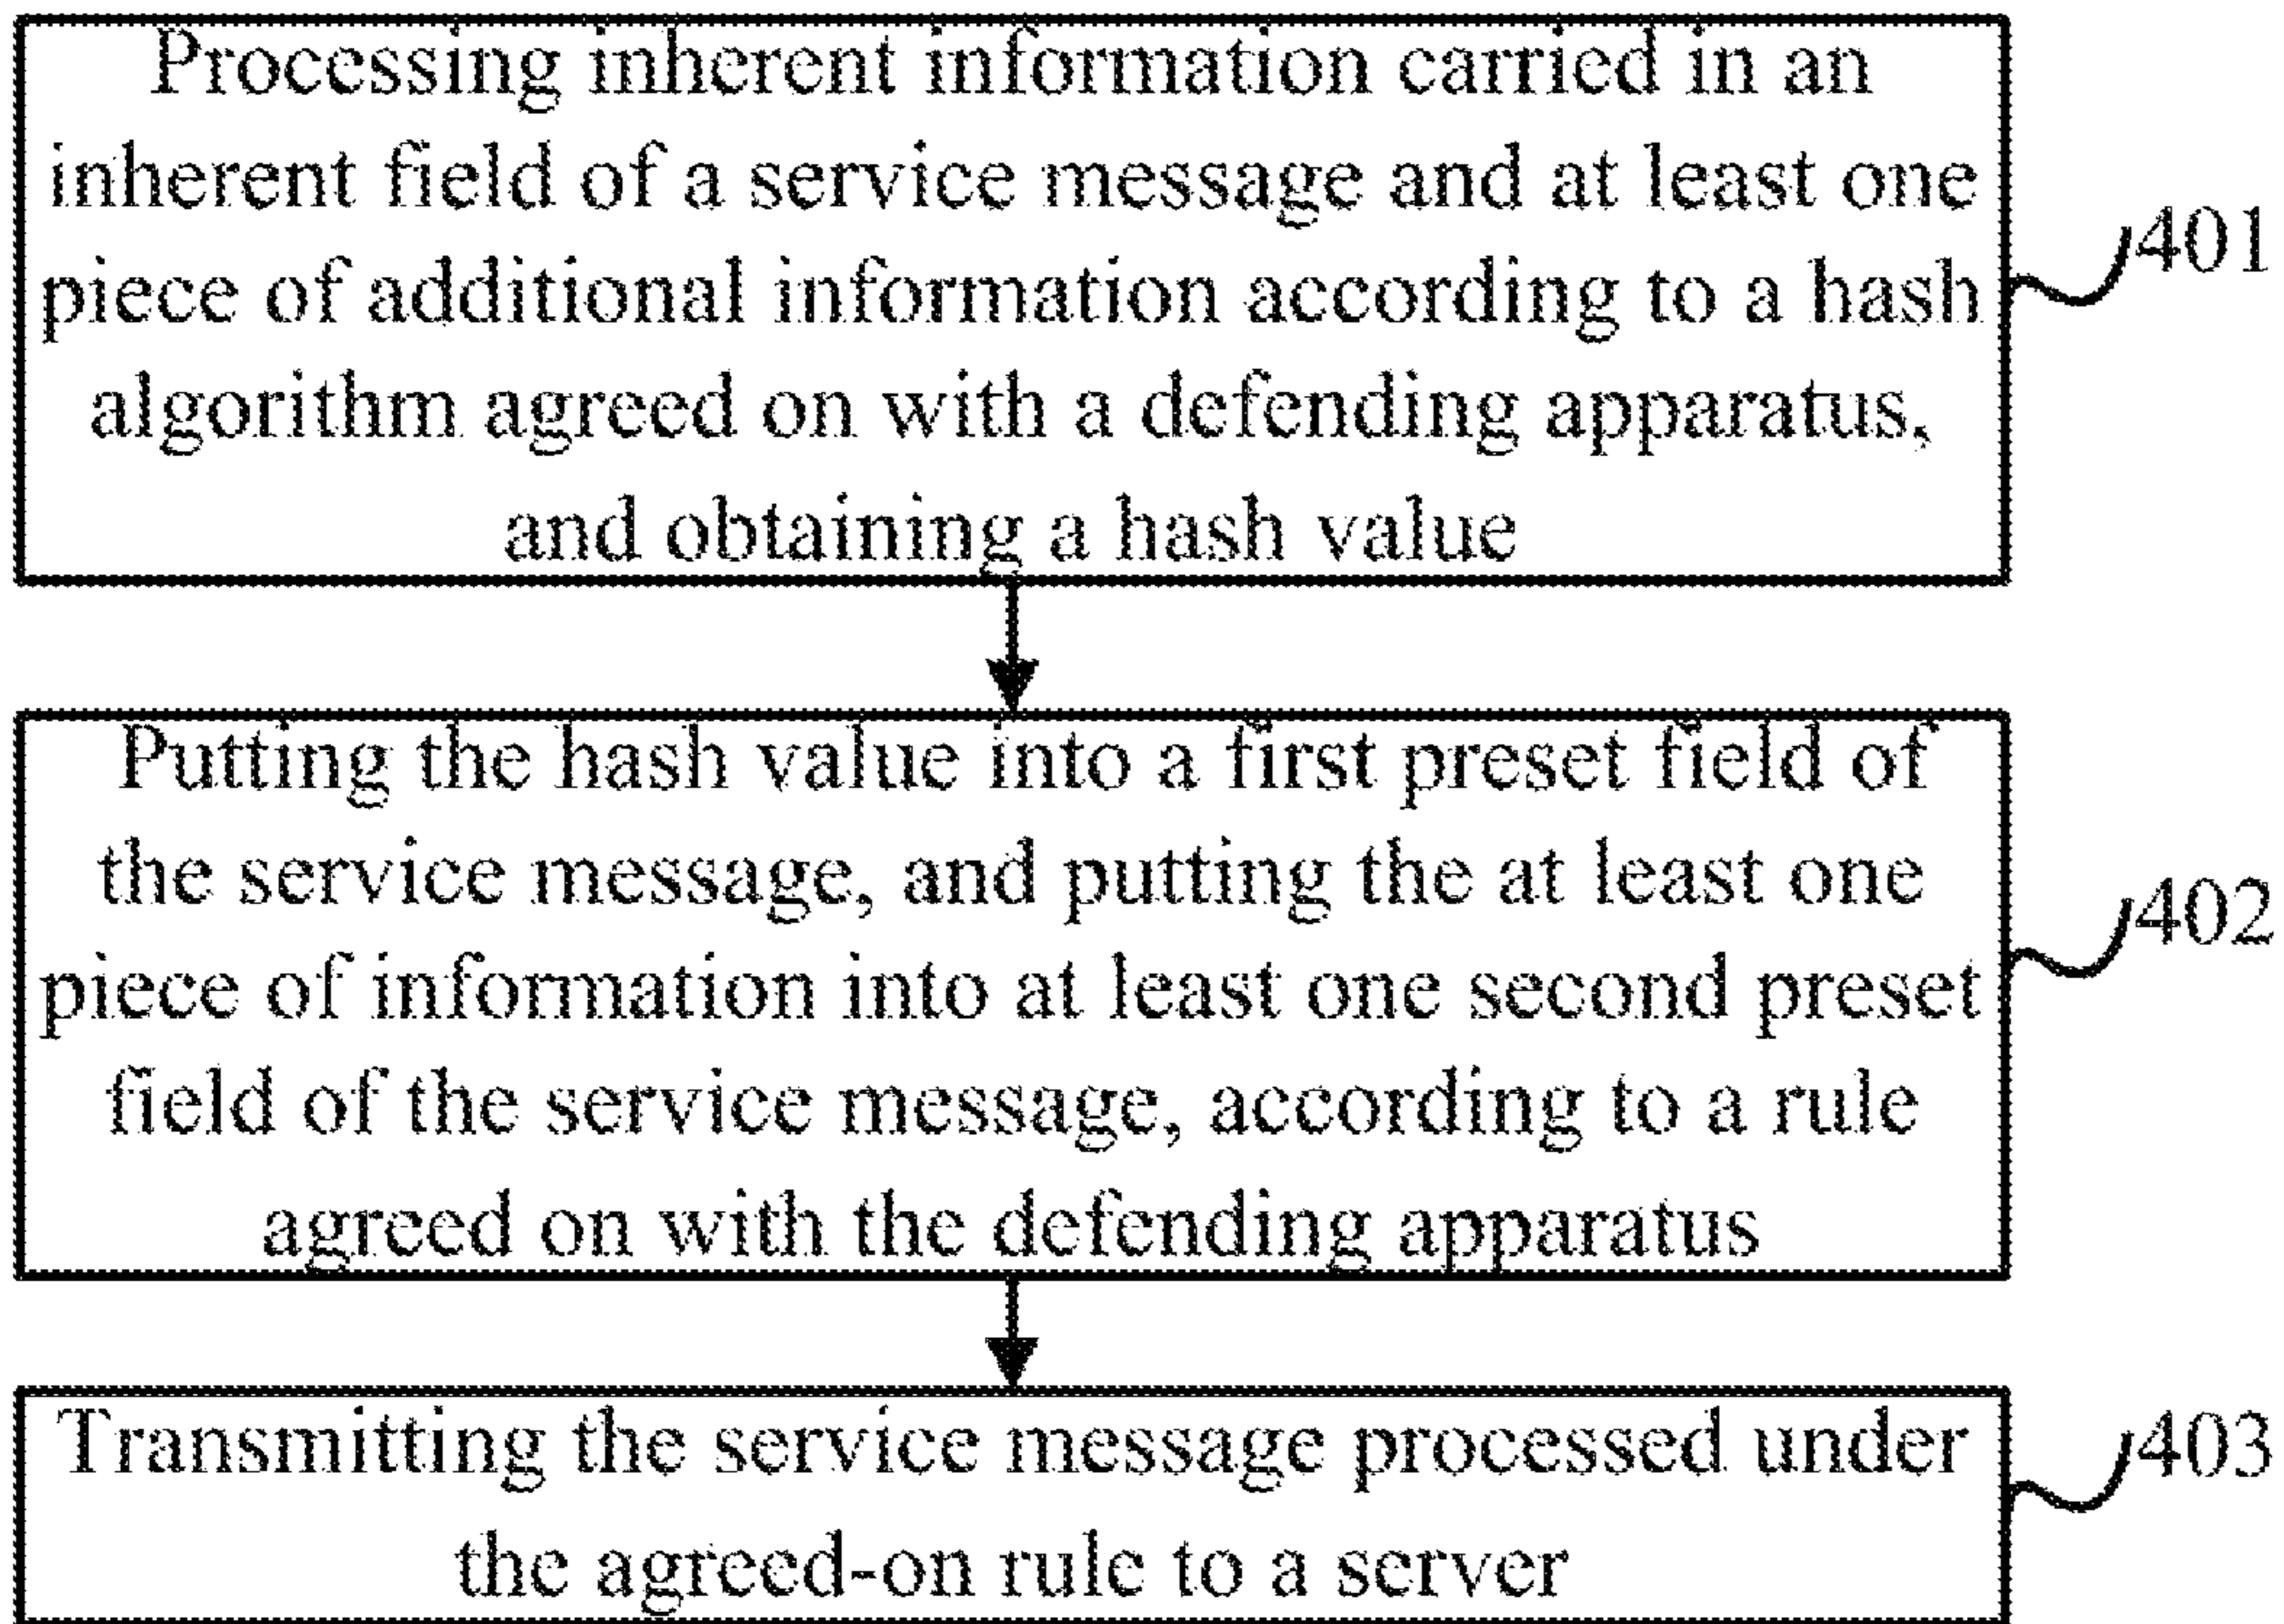 Processing inherent information carried in an
inherent field of a service message and at least one
piece of additional information according to a hash
algorithm agreed on with a defending apparatus,
and obtaining a hash value
401
Putting the hash value into a first preset field of
the service message, and putting the at least one
piece of information into at least one second preset
field of the service message, according to a rule
agreed on with the defending apparatus
402
Transmitting the service message processed under
the agreed-on rule to a server
403